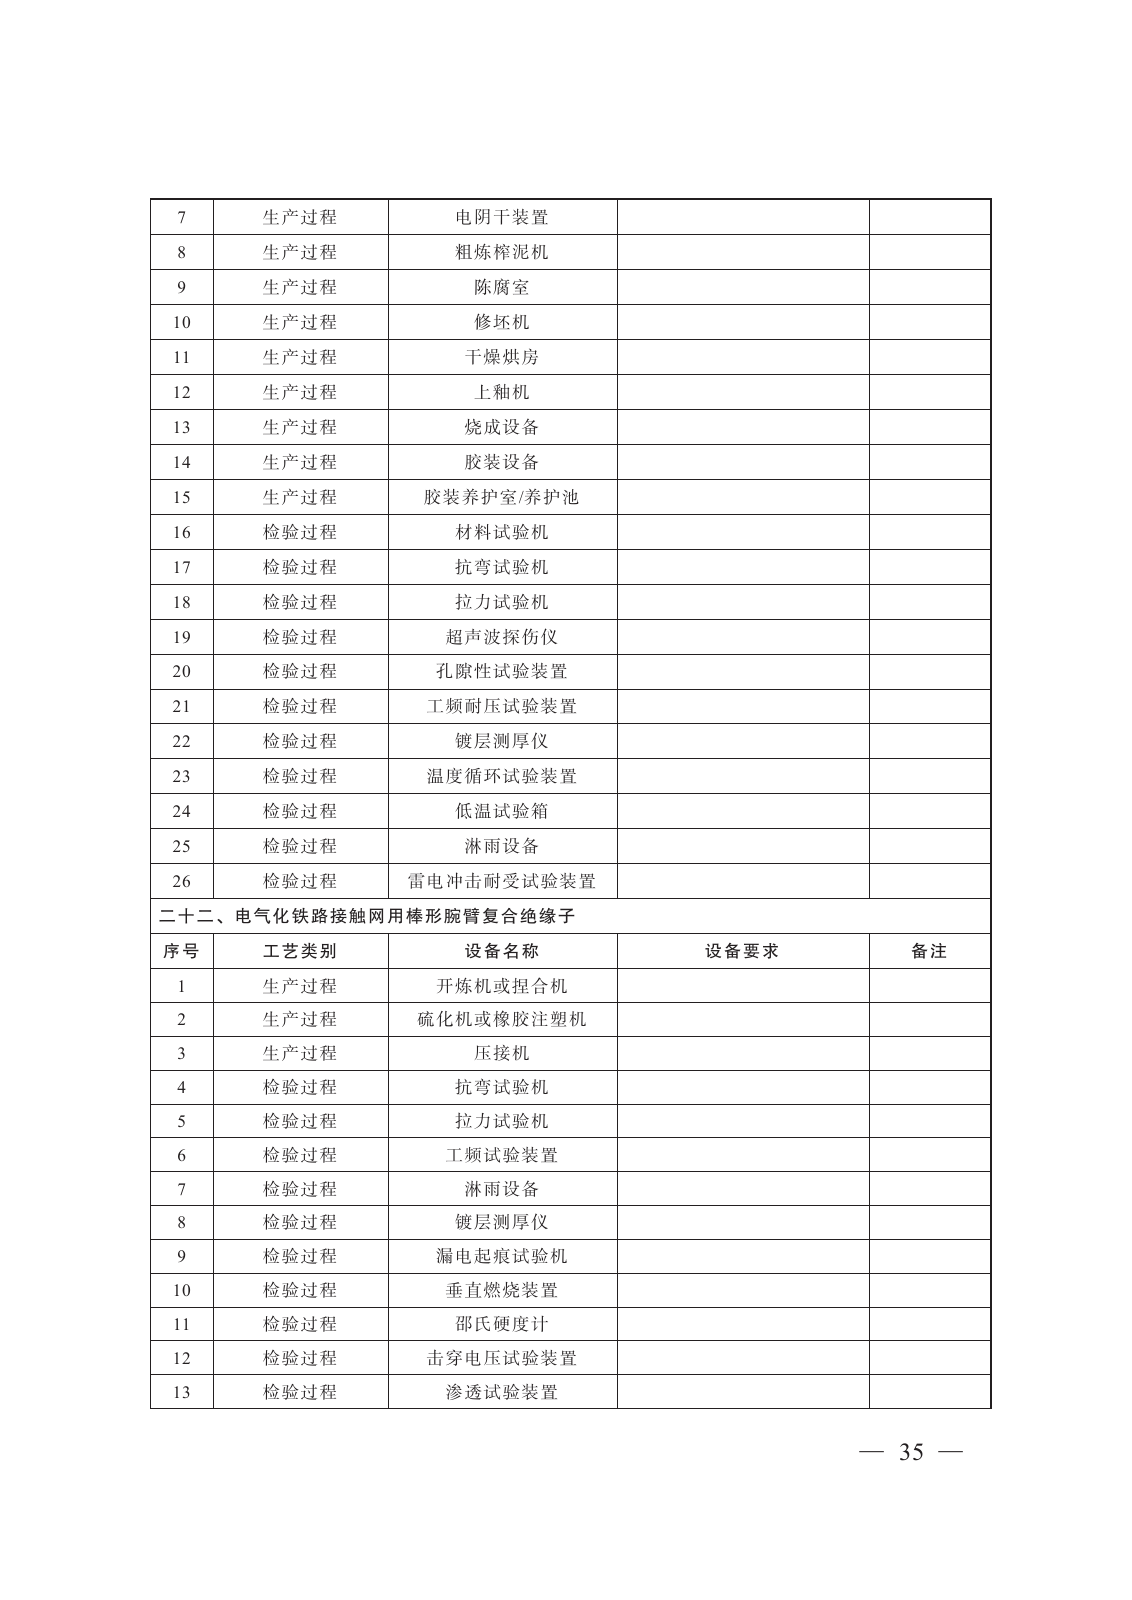 7 生产过程 电阴干装置
8 生产过程 粗炼榨泥机
9 生产过程 陈腐室
10 生产过程 修坯机
11 生产过程 干燥烘房
12 生产过程 上釉机
13 生产过程 烧成设备
14 生产过程 胶装设备
15 生产过程 胶装养护室/养护池
16 检验过程 材料试验机
17 检验过程 抗弯试验机
18 检验过程 拉力试验机
19 检验过程 超声波探伤仪
20 检验过程 孔隙性试验装置
21 检验过程 工频耐压试验装置
22 检验过程 镀层测厚仪
23 检验过程 温度循环试验装置
24 检验过程 低温试验箱
25 检验过程 淋雨设备
26 检验过程 雷电冲击耐受试验装置
二十二、电气化铁路接触网用棒形腕臂复合绝缘子
序号 工艺类别 设备名称 设备要求 备注
1 生产过程 开炼机或捏合机
2 生产过程 硫化机或橡胶注塑机
3 生产过程 压接机
4 检验过程 抗弯试验机
5 检验过程 拉力试验机
6 检验过程 工频试验装置
7 检验过程 淋雨设备
8 检验过程 镀层测厚仪
9 检验过程 漏电起痕试验机
10 检验过程 垂直燃烧装置
11 检验过程 邵氏硬度计
12 检验过程 击穿电压试验装置
13 检验过程 渗透试验装置
— 35 —